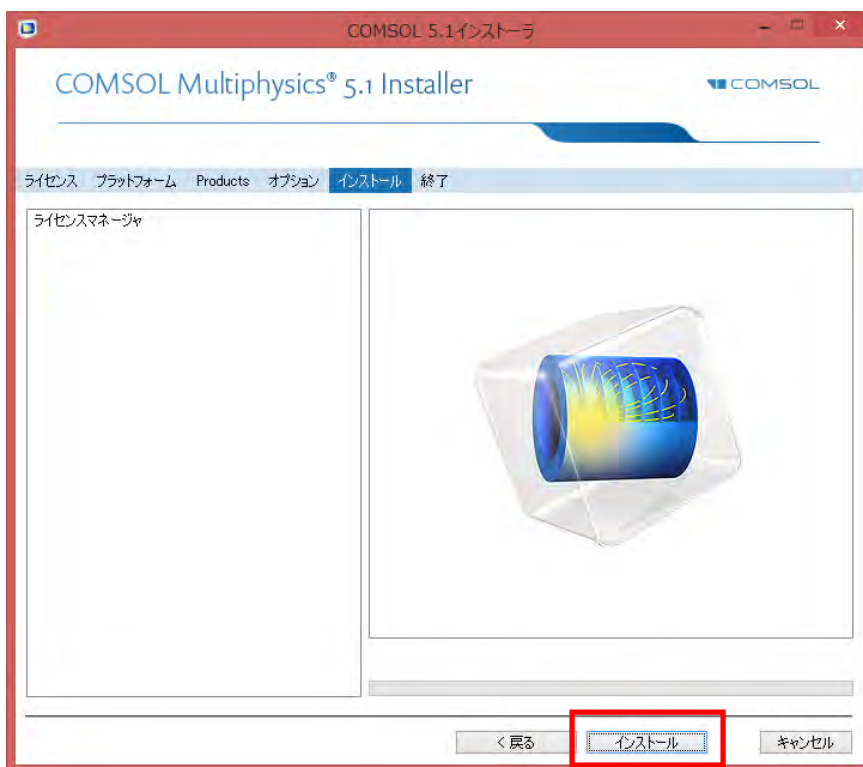 COMSOL 5.1インストーラ
COMSOL Multiphysics® 5.1 Installer
COMSOL
ライセンス プラットフォーム Products オプション インストール 終了
ライセンスマネージャ
< 戻る インストール キャンセル